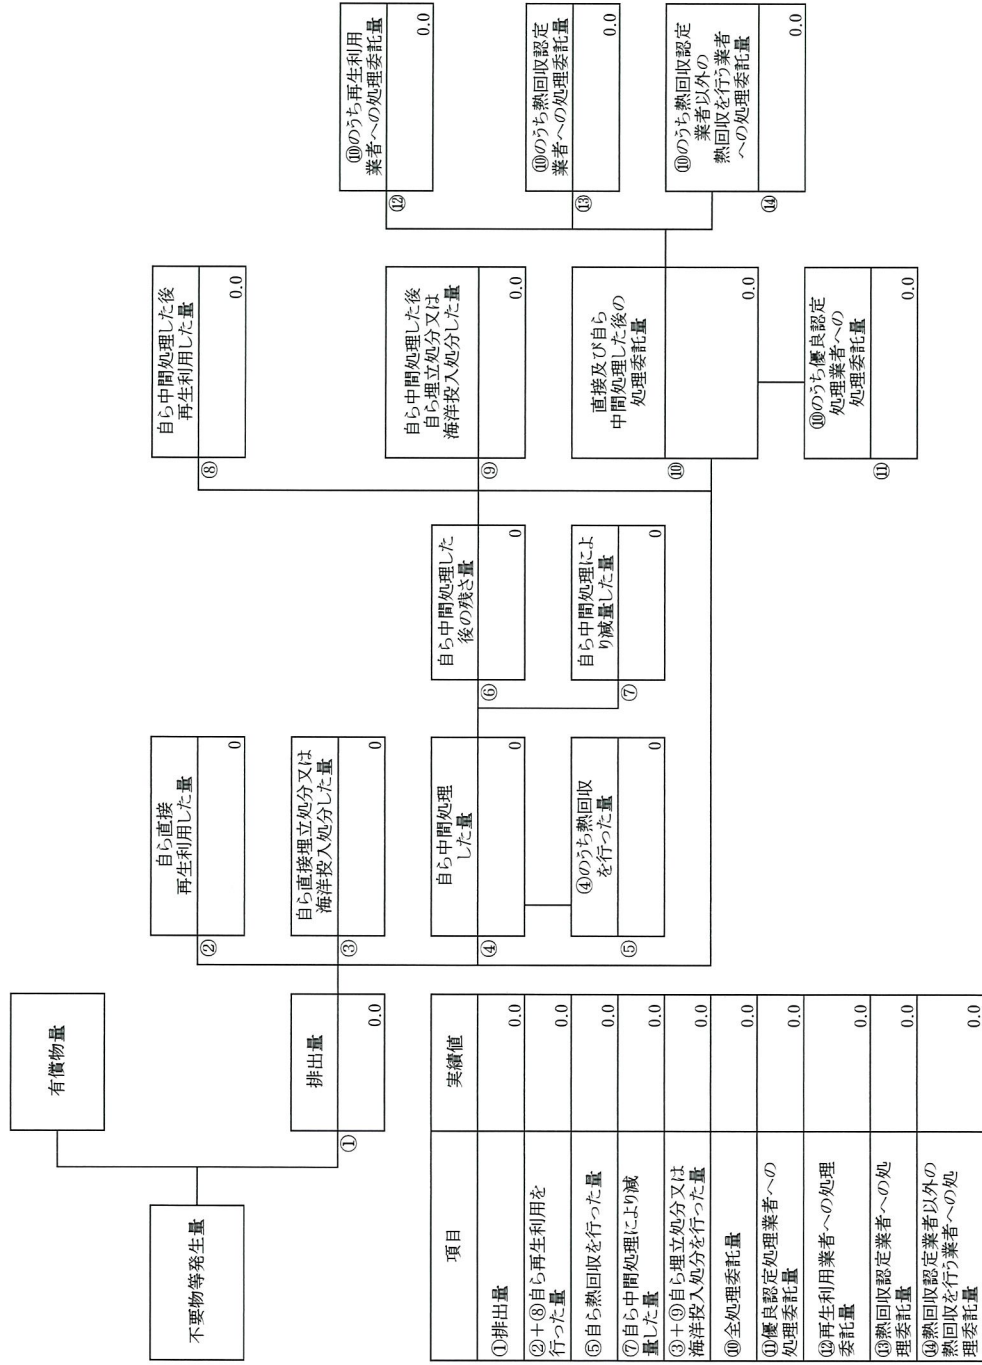 不要物等発生量
有償物量
①
排出量
0.0
②
自ら直接
再生利用した量
0
③
自ら直接埋立処分又は
海洋投入処分した量
0
④
自ら中間処理
した量
0
⑤
④のうち熱回収
を行った量
0
⑥
自ら中間処理した
後の残さ量
0
⑦
自ら中間処理によ
り減量した量
0
⑧
自ら中間処理した後
再生利用した量
0.0
⑨
自ら中間処理した後
自ら埋立処分又は
海洋投入処分した量
0.0
⑩
直接及び自ら
中間処理した後の
処理委託量
0.0
⑪
⑩のうち優良認定
処理業者への
処理委託量
0.0
⑫
⑩のうち再生利用
業者への処理委託量
0.0
⑬
⑩のうち熱回収認定
業者への処理委託量
0.0
⑭
⑩のうち熱回収認定
業者以外の
熱回収を行う業者
への処理委託量
0.0
項目 実績値
①排出量 0.0
②+⑧自ら再生利用を
行った量 0.0
⑤自ら熱回収を行った量 0.0
⑦自ら中間処理により減
量した量 0.0
③+⑨自ら埋立処分又は
海洋投入処分を行った量 0.0
⑩全処理委託量 0.0
⑪優良認定処理業者への
処理委託量 0.0
⑫再生利用業者への処理
委託量 0.0
⑬熱回収認定業者への処
理委託量 0.0
⑭熱回収認定業者以外の
熱回収を行う業者への処
理委託量 0.0